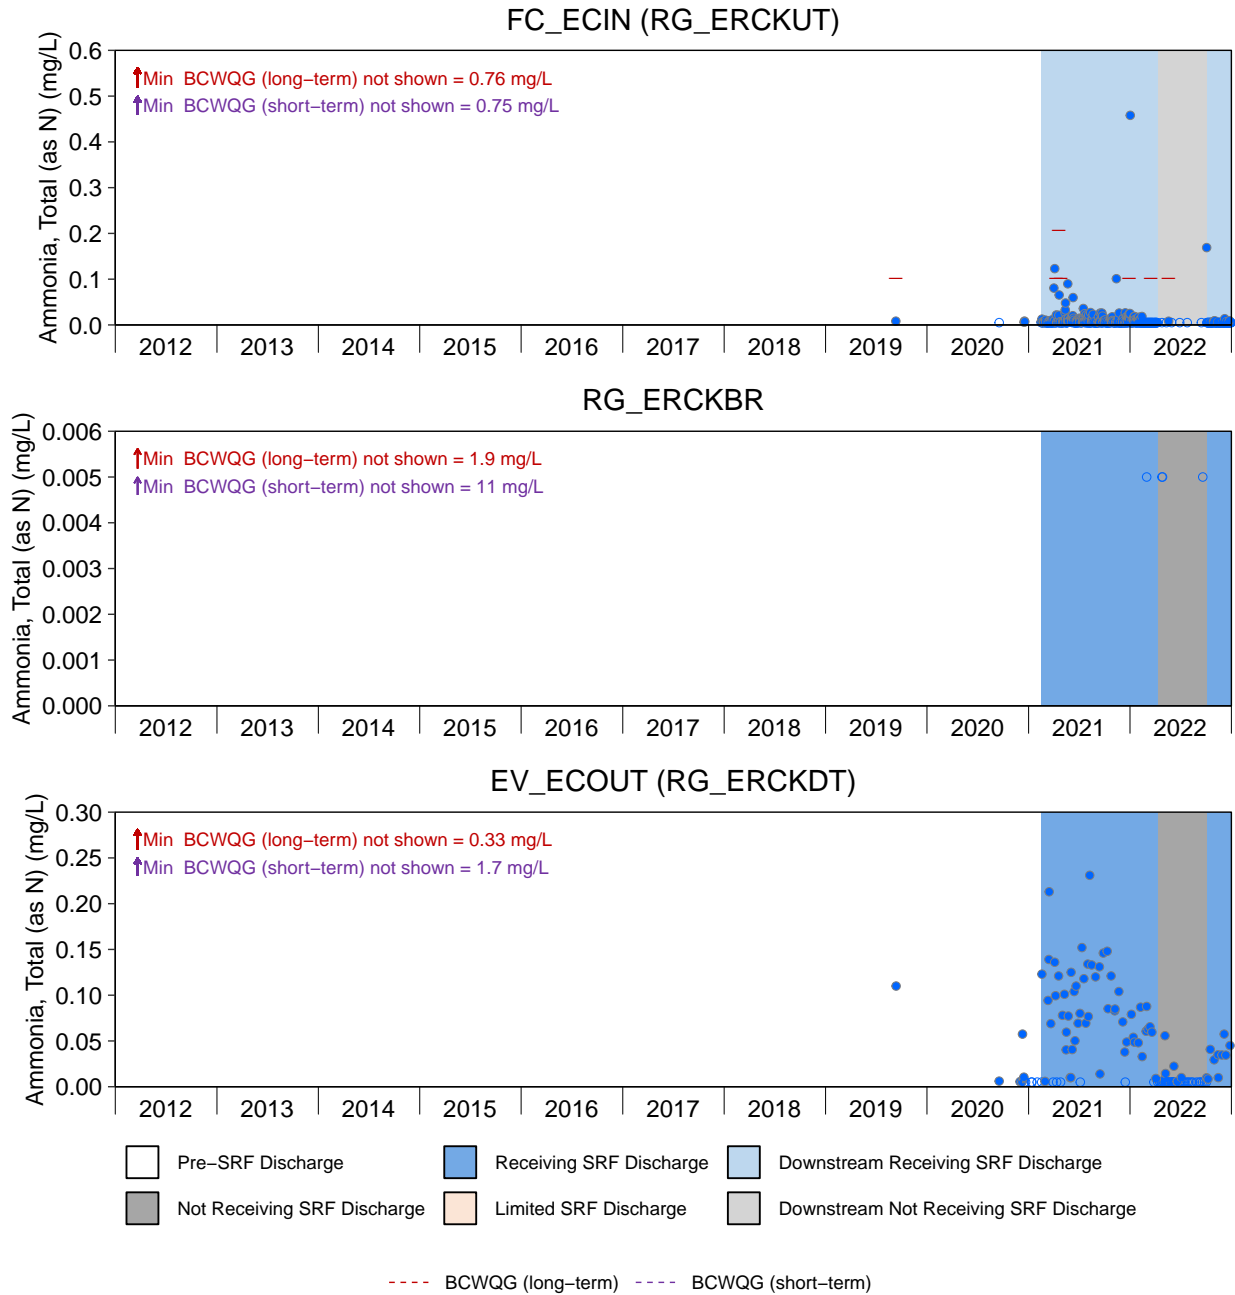 FC_ECIN (RG_ERCKUT)
Ammonia, Total (as N) (mg/L)
0.6
0.5
0.4
0.3
0.2
0.1
0.0
Min BCWQG (long−term) not shown = 0.76 mg/L
Min BCWQG (short−term) not shown = 0.75 mg/L
2012 2013 2014 2015 2016 2017 2018 2019 2020 2021 2022
RG_ERCKBR
Ammonia, Total (as N) (mg/L)
0.006
0.005
0.004
0.003
0.002
0.001
0.000
Min BCWQG (long−term) not shown = 1.9 mg/L
Min BCWQG (short−term) not shown = 11 mg/L
2012 2013 2014 2015 2016 2017 2018 2019 2020 2021 2022
EV_ECOUT (RG_ERCKDT)
Ammonia, Total (as N) (mg/L)
0.30
0.25
0.20
0.15
0.10
0.05
0.00
Min BCWQG (long−term) not shown = 0.33 mg/L
Min BCWQG (short−term) not shown = 1.7 mg/L
2012 2013 2014 2015 2016 2017 2018 2019 2020 2021 2022
Pre−SRF Discharge Receiving SRF Discharge Downstream Receiving SRF Discharge
Not Receiving SRF Discharge Limited SRF Discharge Downstream Not Receiving SRF Discharge
BCWQG (long−term) BCWQG (short−term)